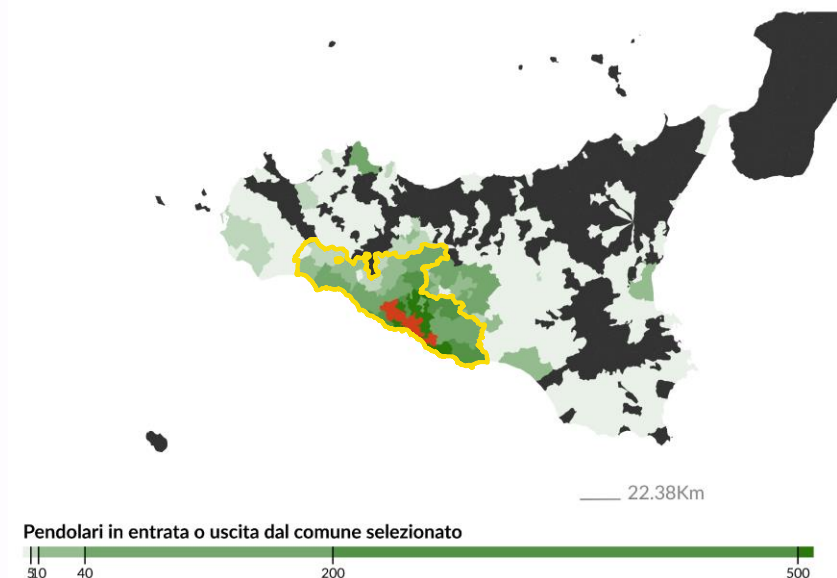 22.38Km
Pendolari in entrata o uscita dal comune selezionato
5 10 40 200 500